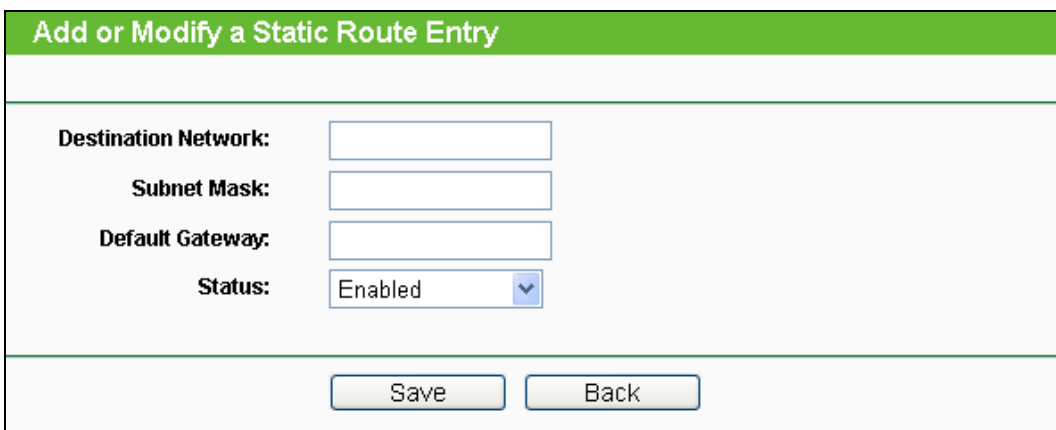 Add or Modify a Static Route Entry
Destination Network:
Subnet Mask:
Default Gateway:
Status: Enabled
Save Back